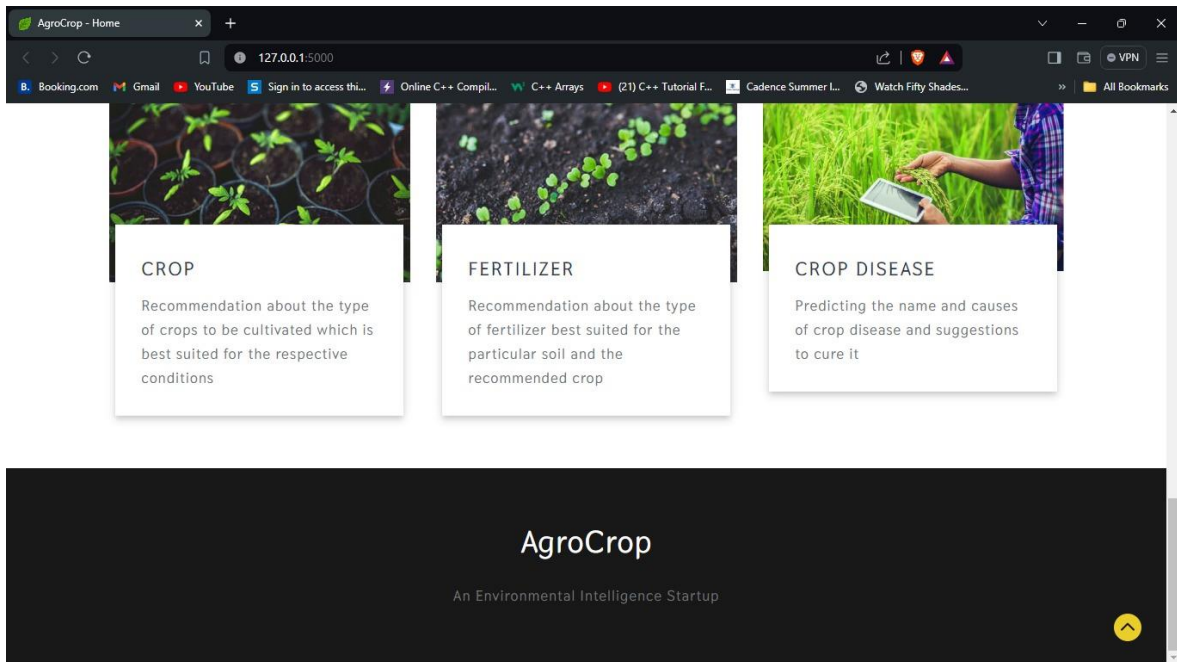 AgroCrop - Home
127.0.0.1:5000
VPN
Booking.com
Gmail
YouTube
Sign in to access thi...
Online C++ Compil...
C++ Arrays
(21) C++ Tutorial F...
Cadence Summer I...
Watch Fifty Shades...
All Bookmarks
CROP
Recommendation about the type
of crops to be cultivated which is
best suited for the respective
conditions
FERTILIZER
Recommendation about the type
of fertilizer best suited for the
particular soil and the
recommended crop
CROP DISEASE
Predicting the name and causes
of crop disease and suggestions
to cure it
AgroCrop
An Environmental Intelligence Startup